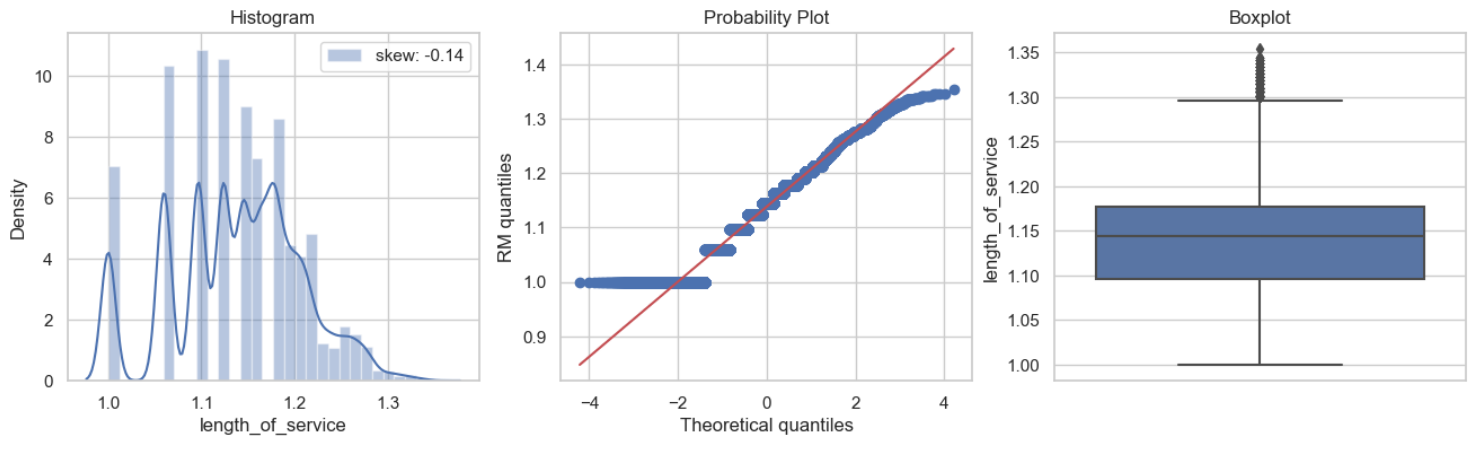 Histogram
skew: -0.14
Density
10
8
6
4
2
0
1.0 1.1 1.2 1.3
length_of_service
Probability Plot
RM quantiles
1.4
1.3
1.2
1.1
1.0
0.9
−4 −2 0 2 4
Theoretical quantiles
Boxplot
length_of_service
1.35
1.30
1.25
1.20
1.15
1.10
1.05
1.00